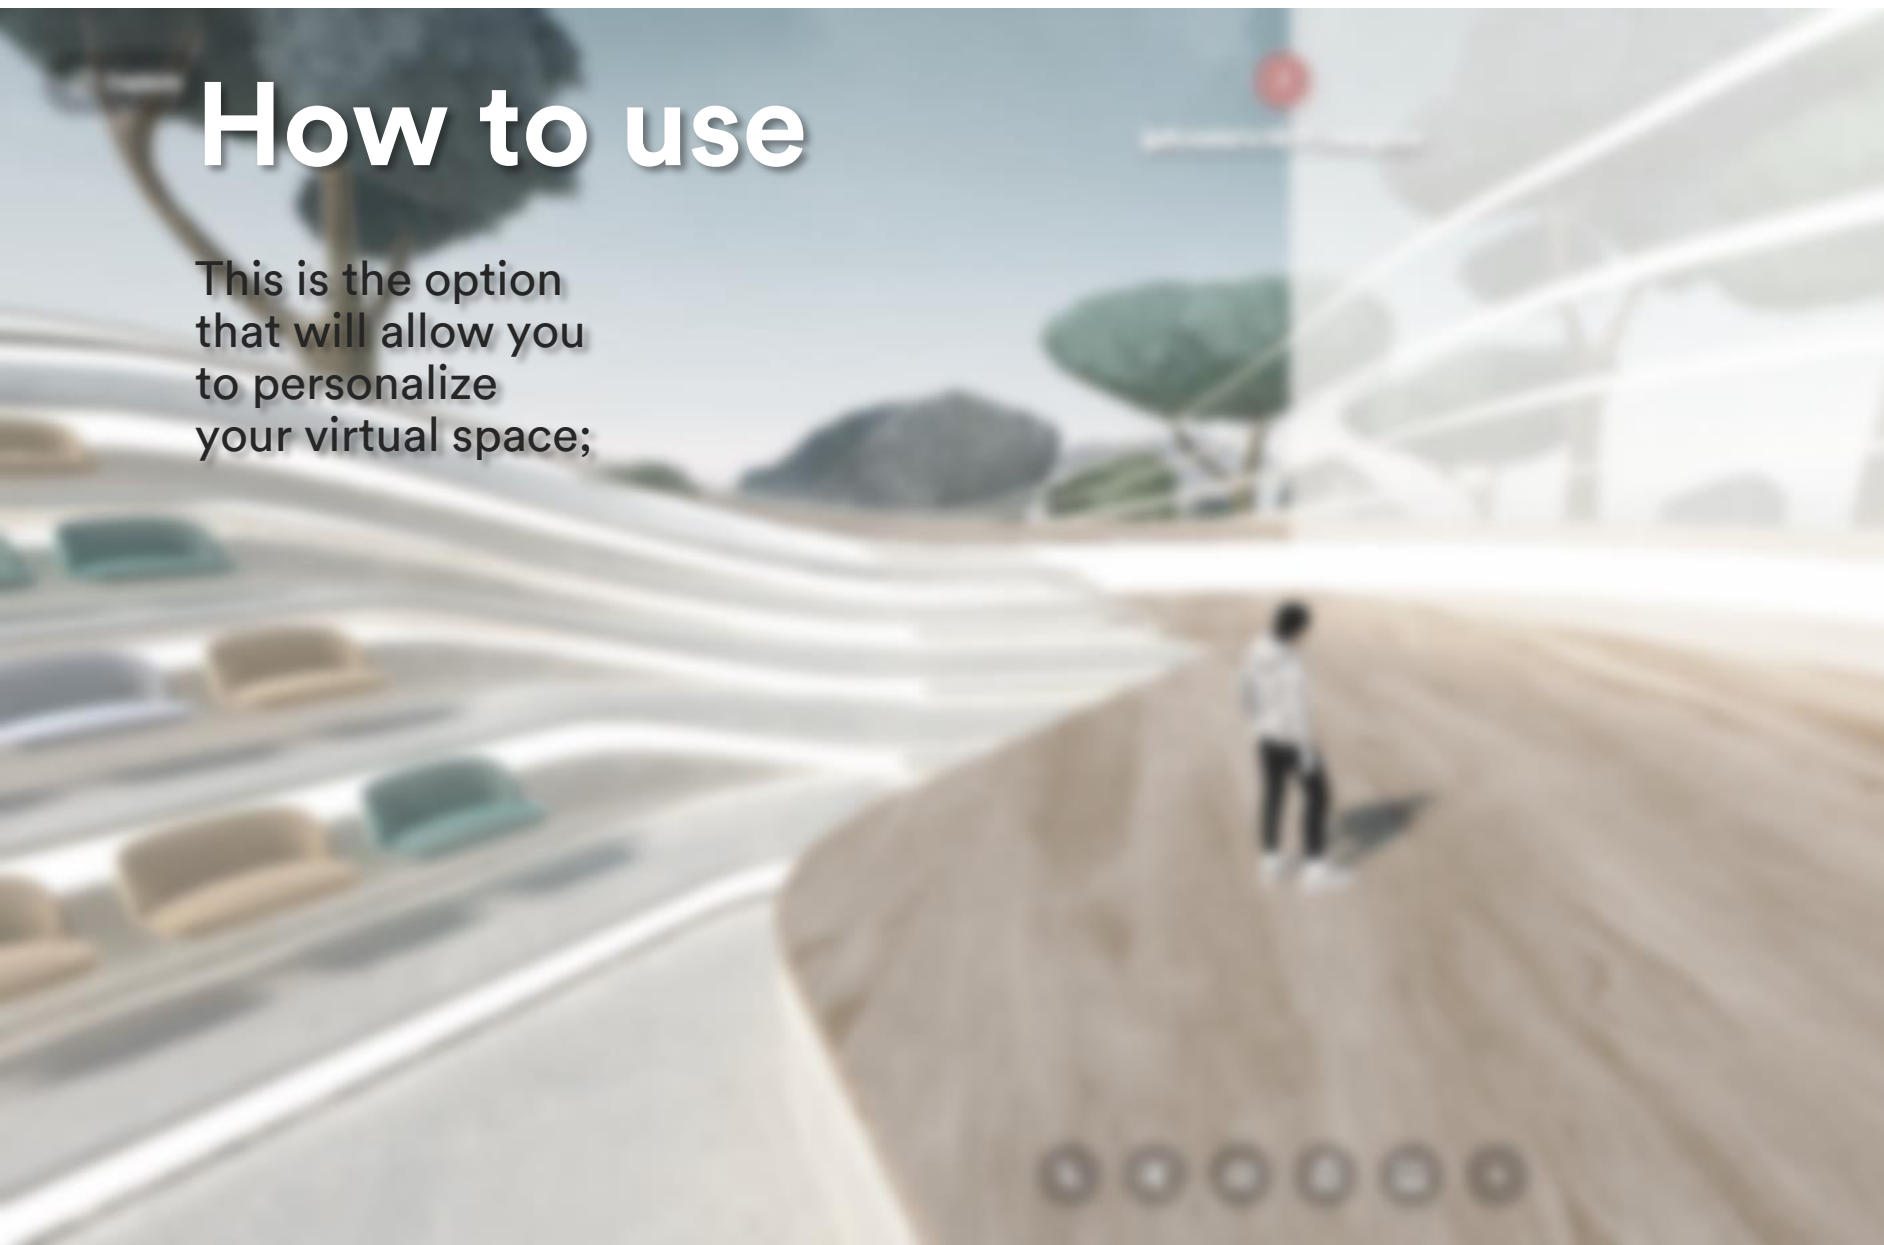 How to use
This is the option
that will allow you
to personalize
your virtual space;